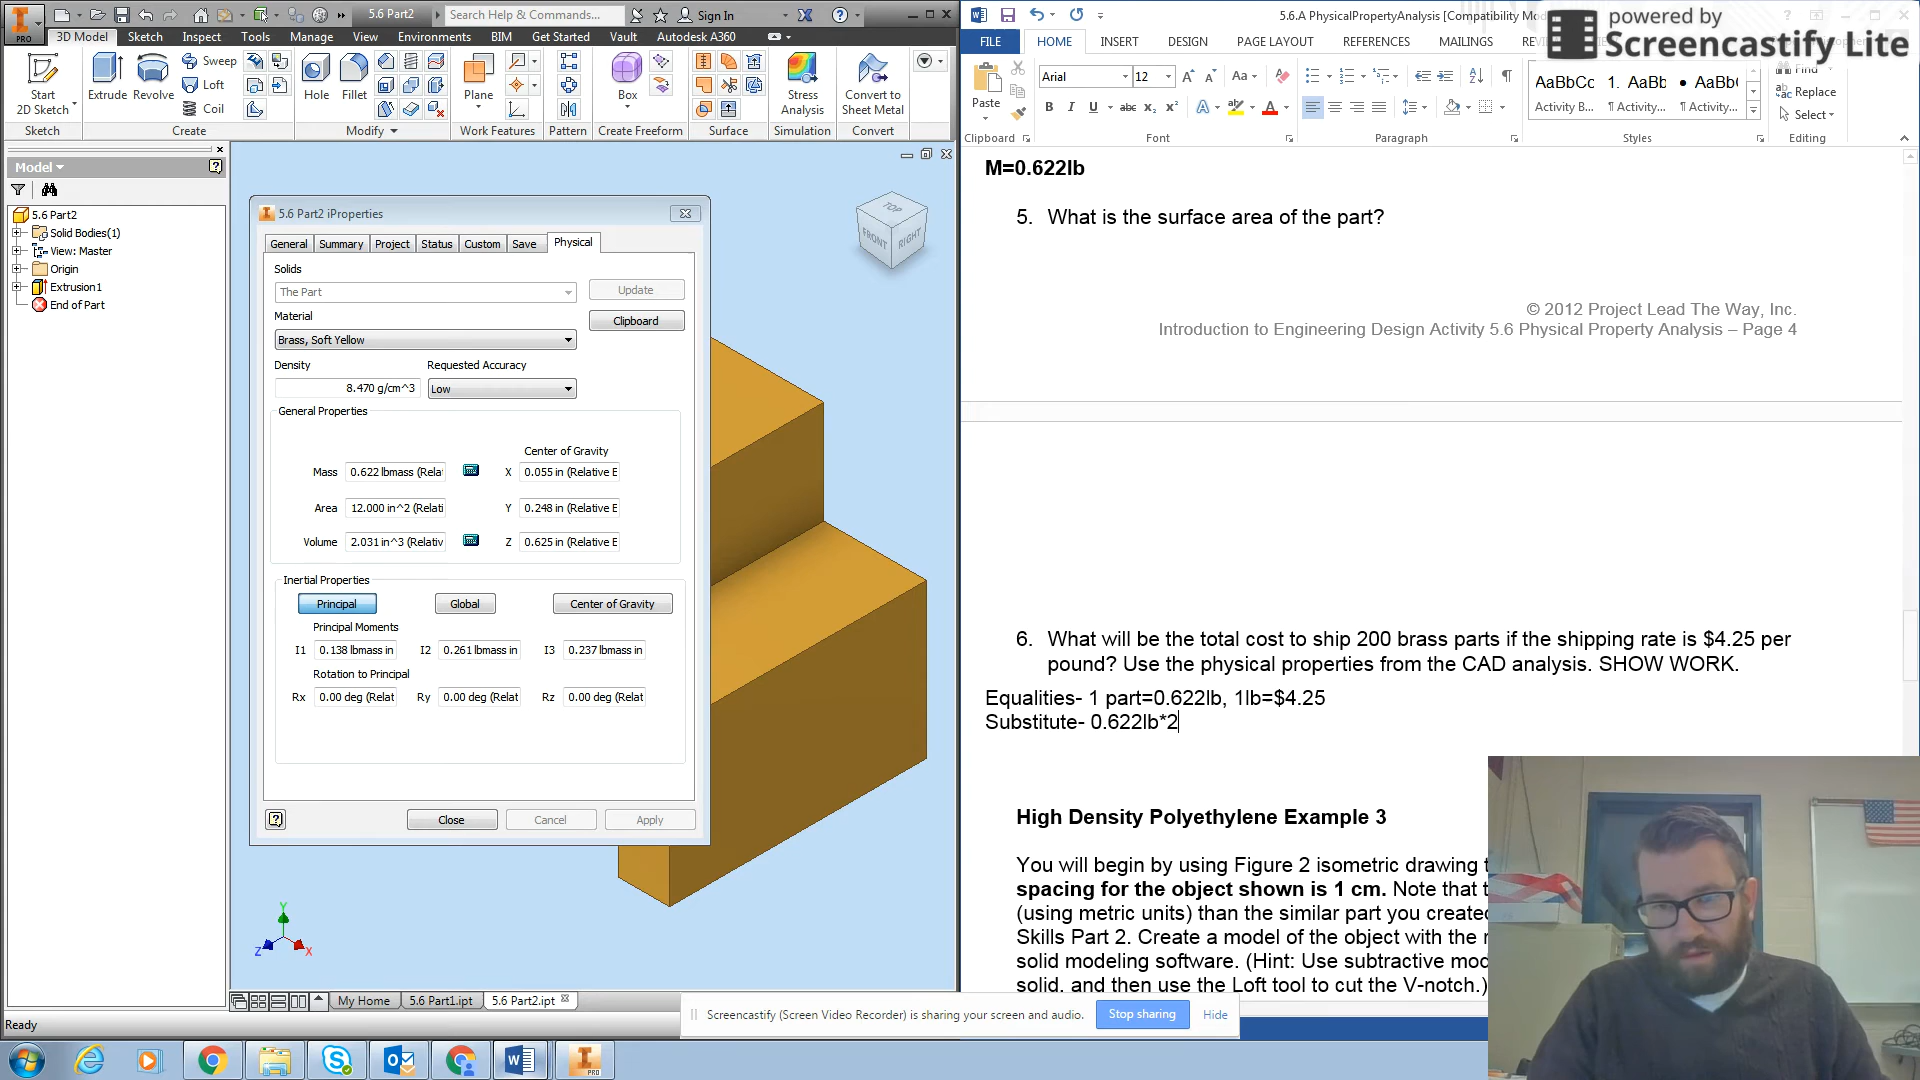 PRO
5.6 Part2
Search Help & Commands...
Sign In
3D Model
Sketch
Inspect
Tools
Manage
View
Environments
BIM
Get Started
Vault
Autodesk A360
Start
2D Sketch
Extrude
Revolve
Sweep
Loft
Coil
Hole
Fillet
Plane
Box
Stress
Analysis
Convert to
Sheet Metal
Sketch
Create
Modify
Work Features
Pattern
Create Freeform
Surface
Simulation
Convert
Model
5.6 Part2
Solid Bodies(1)
View: Master
Origin
Extrusion1
End of Part
5.6 Part2 iProperties
General
Summary
Project
Status
Custom
Save
Physical
Solids
The Part
Update
Material
Clipboard
Brass, Soft Yellow
Density
Requested Accuracy
8.470 g/cm^3
Low
General Properties
Center of Gravity
Mass
0.622 lbmass (Rela
X
0.055 in (Relative E
Area
12.000 in^2 (Relati
Y
0.248 in (Relative E
Volume
2.031 in^3 (Relativ
Z
0.625 in (Relative E
Inertial Properties
Principal
Global
Center of Gravity
Principal Moments
I1
0.138 lbmass in
I2
0.261 lbmass in
I3
0.237 lbmass in
Rotation to Principal
Rx
0.00 deg (Relat
Ry
0.00 deg (Relat
Rz
0.00 deg (Relat
Close
Cancel
Apply
TOP
FRONT
RIGHT
Y
Z
X
My Home
5.6 Part1.ipt
5.6 Part2.ipt
Ready
5.6.A PhysicalPropertyAnalysis [Compatibility Mo
FILE
HOME
INSERT
DESIGN
PAGE LAYOUT
REFERENCES
MAILINGS
powered by
Screencastify Lite
Paste
Arial
12
AaBbCc
1. AaBb
AaBb
Activity B...
¶ Activity...
¶ Activity...
Find
Replace
Select
Clipboard
Font
Paragraph
Styles
Editing
M=0.622lb
5. What is the surface area of the part?
© 2012 Project Lead The Way, Inc.
Introduction to Engineering Design Activity 5.6 Physical Property Analysis – Page 4
6. What will be the total cost to ship 200 brass parts if the shipping rate is $4.25 per
pound? Use the physical properties from the CAD analysis. SHOW WORK.
Equalities- 1 part=0.622lb, 1lb=$4.25
Substitute- 0.622lb*2
High Density Polyethylene Example 3
You will begin by using Figure 2 isometric drawing
spacing for the object shown is 1 cm. Note that
(using metric units) than the similar part you created
Skills Part 2. Create a model of the object with the
solid modeling software. (Hint: Use subtractive
solid, and then use the Loft tool to cut the V-notch.)
Screencastify (Screen Video Recorder) is sharing your screen and audio.
Stop sharing
Hide
PRO